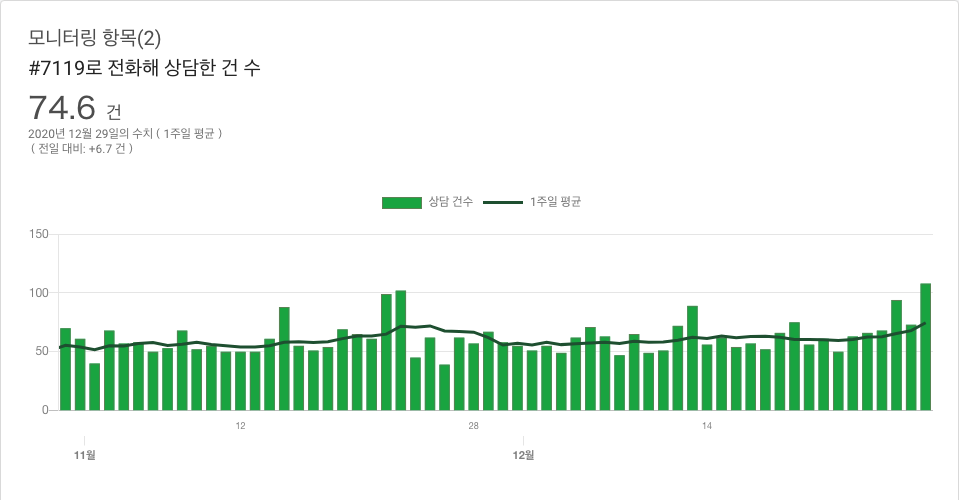 모니터링 항목(2)
#7119로 전화해 상담한 건 수
74.6 건
2020년 12월 29일의 수치 ( 1주일 평균 )
( 전일 대비: +6.7 건 )
상담 건수 1주일 평균
150
100
50
0
12 28 14
11월 12월